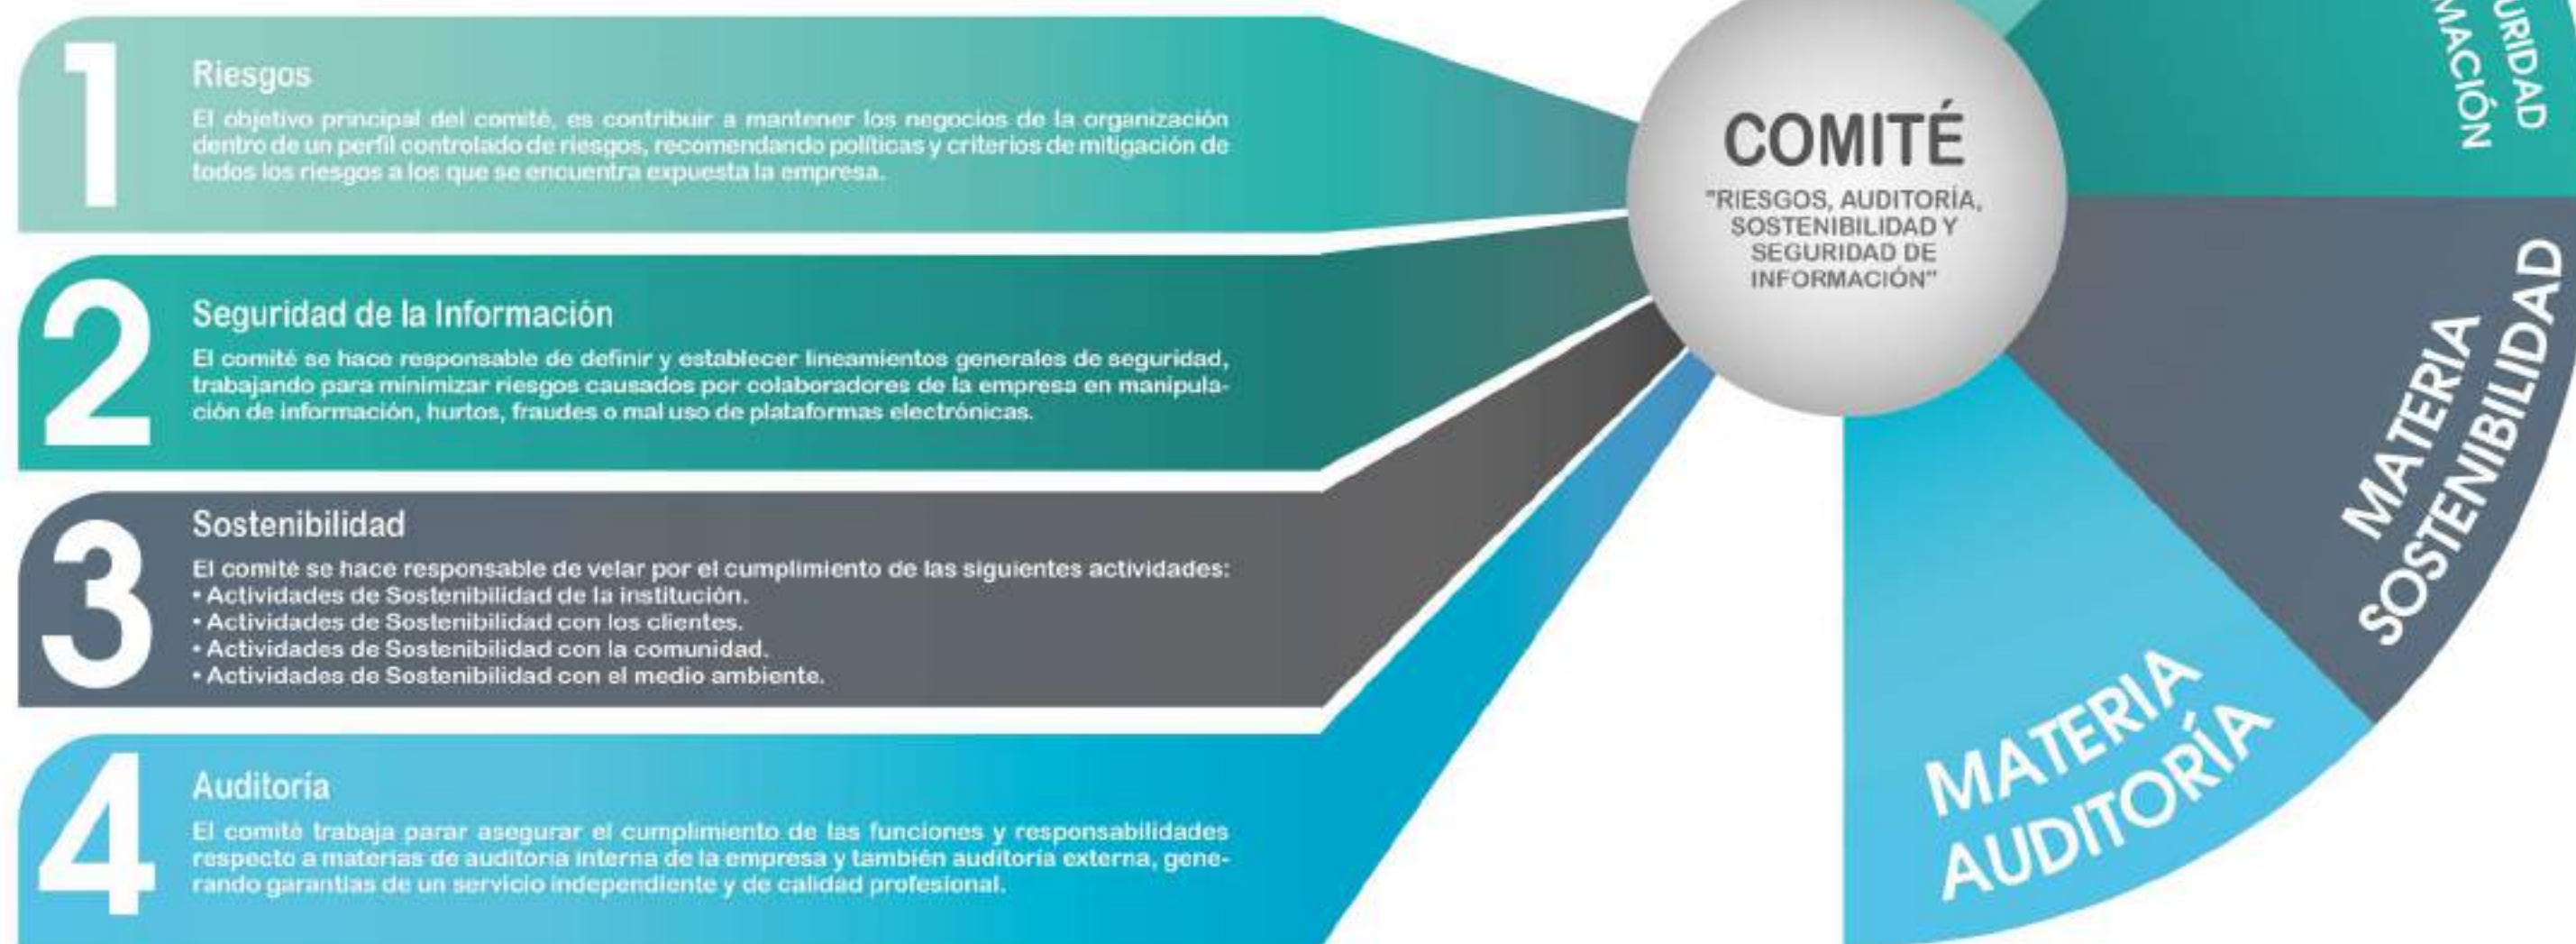 1
Riesgos
El objetivo principal del comité, es contribuir a mantener los negocios de la organización
dentro de un perfil controlado de riesgos, recomendando políticas y criterios de mitigación de
todos los riesgos a los que se encuentra expuesta la empresa.
2
Seguridad de la Información
El comité se hace responsable de definir y establecer lineamientos generales de seguridad,
trabajando para minimizar riesgos causados por colaboradores de la empresa en manipula-
ción de información, hurtos, fraudes o mal uso de plataformas electrónicas.
3
Sostenibilidad
El comité se hace responsable de velar por el cumplimiento de las siguientes actividades:
• Actividades de Sostenibilidad de la institución.
• Actividades de Sostenibilidad con los clientes.
• Actividades de Sostenibilidad con la comunidad.
• Actividades de Sostenibilidad con el medio ambiente.
4
Auditoría
El comité trabaja parar asegurar el cumplimiento de las funciones y responsabilidades
respecto a materias de auditoría interna de la empresa y también auditoría externa, gene-
rando garantías de un servicio independiente y de calidad profesional.
COMITÉ
"RIESGOS, AUDITORÍA,
SOSTENIBILIDAD Y
SEGURIDAD DE
INFORMACIÓN"
URIDAD
MACIÓN
MATERIA
SOSTENIBILIDAD
MATERIA
AUDITORÍA